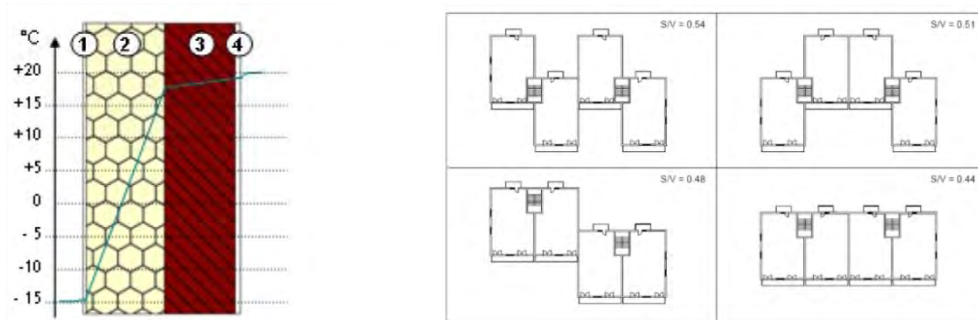 °C
1 2 3 4
+20
+15
+10
+5
0
- 5
-10
- 15
S/V = 0.54
S/V = 0.51
S/V = 0.48
S/V = 0.44